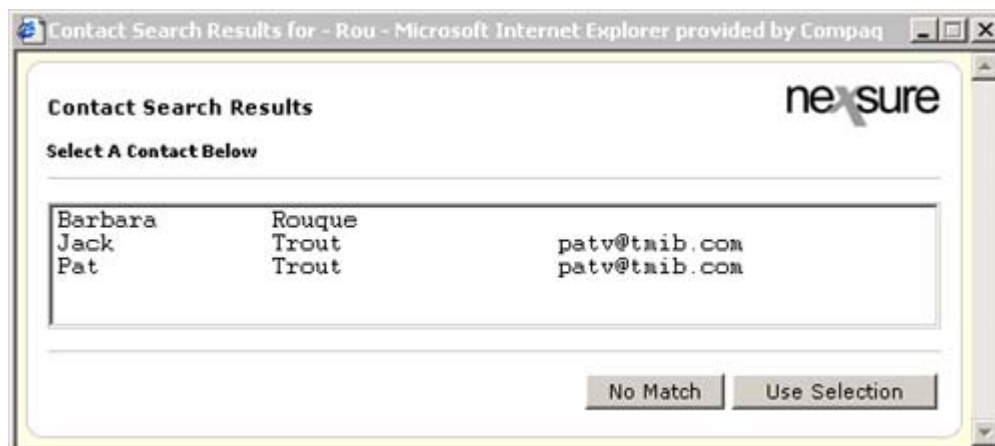 Contact Search Results for - Rou - Microsoft Internet Explorer provided by Compaq
nexsure
Contact Search Results
Select A Contact Below
Barbara Rouque
Jack Trout patv@tmib.com
Pat Trout patv@tmib.com
No Match Use Selection